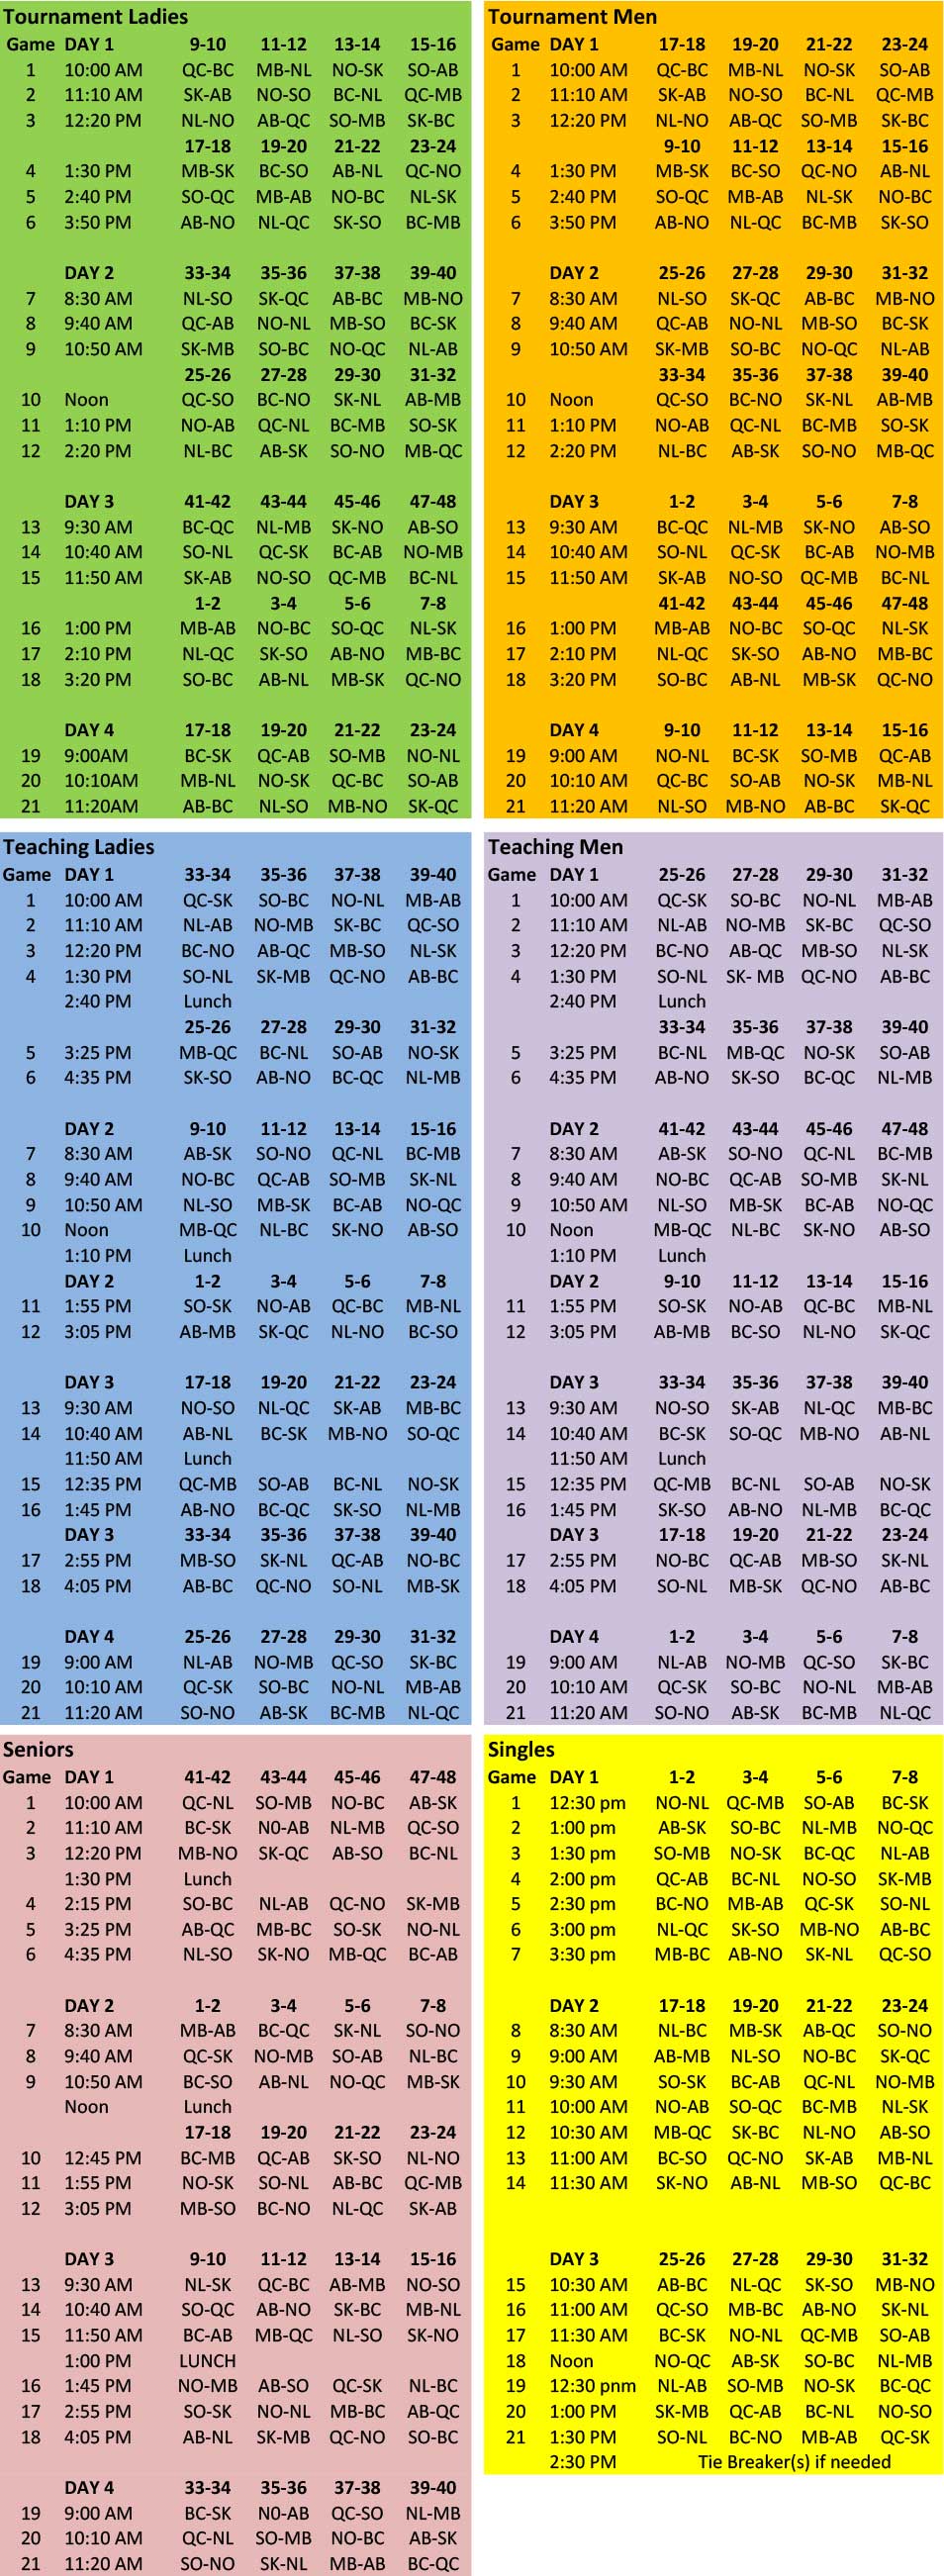 Tournament Ladies
Game DAY 1 9-10 11-12 13-14 15-16
1 10:00 AM QC-BC MB-NL NO-SK SO-AB
2 11:10 AM SK-AB NO-SO BC-NL QC-MB
3 12:20 PM NL-NO AB-QC SO-MB SK-BC
17-18 19-20 21-22 23-24
4 1:30 PM MB-SK BC-SO AB-NL QC-NO
5 2:40 PM SO-QC MB-AB NO-BC NL-SK
6 3:50 PM AB-NO NL-QC SK-SO BC-MB
DAY 2 33-34 35-36 37-38 39-40
7 8:30 AM NL-SO SK-QC AB-BC MB-NO
8 9:40 AM QC-AB NO-NL MB-SO BC-SK
9 10:50 AM SK-MB SO-BC NO-QC NL-AB
25-26 27-28 29-30 31-32
10 Noon QC-SO BC-NO SK-NL AB-MB
11 1:10 PM NO-AB QC-NL BC-MB SO-SK
12 2:20 PM NL-BC AB-SK SO-NO MB-QC
DAY 3 41-42 43-44 45-46 47-48
13 9:30 AM BC-QC NL-MB SK-NO AB-SO
14 10:40 AM SO-NL QC-SK BC-AB NO-MB
15 11:50 AM SK-AB NO-SO QC-MB BC-NL
1-2 3-4 5-6 7-8
16 1:00 PM MB-AB NO-BC SO-QC NL-SK
17 2:10 PM NL-QC SK-SO AB-NO MB-BC
18 3:20 PM SO-BC AB-NL MB-SK QC-NO
DAY 4 17-18 19-20 21-22 23-24
19 9:00AM BC-SK QC-AB SO-MB NO-NL
20 10:10AM MB-NL NO-SK QC-BC SO-AB
21 11:20AM AB-BC NL-SO MB-NO SK-QC
Tournament Men
Game DAY 1 17-18 19-20 21-22 23-24
1 10:00 AM QC-BC MB-NL NO-SK SO-AB
2 11:10 AM SK-AB NO-SO BC-NL QC-MB
3 12:20 PM NL-NO AB-QC SO-MB SK-BC
9-10 11-12 13-14 15-16
4 1:30 PM MB-SK BC-SO QC-NO AB-NL
5 2:40 PM SO-QC MB-AB NL-SK NO-BC
6 3:50 PM AB-NO NL-QC BC-MB SK-SO
DAY 2 25-26 27-28 29-30 31-32
7 8:30 AM NL-SO SK-QC AB-BC MB-NO
8 9:40 AM QC-AB NO-NL MB-SO BC-SK
9 10:50 AM SK-MB SO-BC NO-QC NL-AB
33-34 35-36 37-38 39-40
10 Noon QC-SO BC-NO SK-NL AB-MB
11 1:10 PM NO-AB QC-NL BC-MB SO-SK
12 2:20 PM NL-BC AB-SK SO-NO MB-QC
DAY 3 1-2 3-4 5-6 7-8
13 9:30 AM BC-QC NL-MB SK-NO AB-SO
14 10:40 AM SO-NL QC-SK BC-AB NO-MB
15 11:50 AM SK-AB NO-SO QC-MB BC-NL
41-42 43-44 45-46 47-48
16 1:00 PM MB-AB NO-BC SO-QC NL-SK
17 2:10 PM NL-QC SK-SO AB-NO MB-BC
18 3:20 PM SO-BC AB-NL MB-SK QC-NO
DAY 4 9-10 11-12 13-14 15-16
19 9:00 AM NO-NL BC-SK SO-MB QC-AB
20 10:10 AM QC-BC SO-AB NO-SK MB-NL
21 11:20 AM NL-SO MB-NO AB-BC SK-QC
Teaching Ladies
Game DAY 1 33-34 35-36 37-38 39-40
1 10:00 AM QC-SK SO-BC NO-NL MB-AB
2 11:10 AM NL-AB NO-MB SK-BC QC-SO
3 12:20 PM BC-NO AB-QC MB-SO NL-SK
4 1:30 PM SO-NL SK-MB QC-NO AB-BC
2:40 PM Lunch
25-26 27-28 29-30 31-32
5 3:25 PM MB-QC BC-NL SO-AB NO-SK
6 4:35 PM SK-SO AB-NO BC-QC NL-MB
DAY 2 9-10 11-12 13-14 15-16
7 8:30 AM AB-SK SO-NO QC-NL BC-MB
8 9:40 AM NO-BC QC-AB SO-MB SK-NL
9 10:50 AM NL-SO MB-SK BC-AB NO-QC
10 Noon MB-QC NL-BC SK-NO AB-SO
1:10 PM Lunch
DAY 2 1-2 3-4 5-6 7-8
11 1:55 PM SO-SK NO-AB QC-BC MB-NL
12 3:05 PM AB-MB SK-QC NL-NO BC-SO
DAY 3 17-18 19-20 21-22 23-24
13 9:30 AM NO-SO NL-QC SK-AB MB-BC
14 10:40 AM AB-NL BC-SK MB-NO SO-QC
11:50 AM Lunch
15 12:35 PM QC-MB SO-AB BC-NL NO-SK
16 1:45 PM AB-NO BC-QC SK-SO NL-MB
DAY 3 33-34 35-36 37-38 39-40
17 2:55 PM MB-SO SK-NL QC-AB NO-BC
18 4:05 PM AB-BC QC-NO SO-NL MB-SK
DAY 4 25-26 27-28 29-30 31-32
19 9:00 AM NL-AB NO-MB QC-SO SK-BC
20 10:10 AM QC-SK SO-BC NO-NL MB-AB
21 11:20 AM SO-NO AB-SK BC-MB NL-QC
Teaching Men
Game DAY 1 25-26 27-28 29-30 31-32
1 10:00 AM QC-SK SO-BC NO-NL MB-AB
2 11:10 AM NL-AB NO-MB SK-BC QC-SO
3 12:20 PM BC-NO AB-QC MB-SO NL-SK
4 1:30 PM SO-NL SK- MB QC-NO AB-BC
2:40 PM Lunch
33-34 35-36 37-38 39-40
5 3:25 PM BC-NL MB-QC NO-SK SO-AB
6 4:35 PM AB-NO SK-SO BC-QC NL-MB
DAY 2 41-42 43-44 45-46 47-48
7 8:30 AM AB-SK SO-NO QC-NL BC-MB
8 9:40 AM NO-BC QC-AB SO-MB SK-NL
9 10:50 AM NL-SO MB-SK BC-AB NO-QC
10 Noon MB-QC NL-BC SK-NO AB-SO
1:10 PM Lunch
DAY 2 9-10 11-12 13-14 15-16
11 1:55 PM SO-SK NO-AB QC-BC MB-NL
12 3:05 PM AB-MB BC-SO NL-NO SK-QC
DAY 3 33-34 35-36 37-38 39-40
13 9:30 AM NO-SO SK-AB NL-QC MB-BC
14 10:40 AM BC-SK SO-QC MB-NO AB-NL
11:50 AM Lunch
15 12:35 PM QC-MB BC-NL SO-AB NO-SK
16 1:45 PM SK-SO AB-NO NL-MB BC-QC
DAY 3 17-18 19-20 21-22 23-24
17 2:55 PM NO-BC QC-AB MB-SO SK-NL
18 4:05 PM SO-NL MB-SK QC-NO AB-BC
DAY 4 1-2 3-4 5-6 7-8
19 9:00 AM NL-AB NO-MB QC-SO SK-BC
20 10:10 AM QC-SK SO-BC NO-NL MB-AB
21 11:20 AM SO-NO AB-SK BC-MB NL-QC
Seniors
Game DAY 1 41-42 43-44 45-46 47-48
1 10:00 AM QC-NL SO-MB NO-BC AB-SK
2 11:10 AM BC-SK N0-AB NL-MB QC-SO
3 12:20 PM MB-NO SK-QC AB-SO BC-NL
1:30 PM Lunch
4 2:15 PM SO-BC NL-AB QC-NO SK-MB
5 3:25 PM AB-QC MB-BC SO-SK NO-NL
6 4:35 PM NL-SO SK-NO MB-QC BC-AB
DAY 2 1-2 3-4 5-6 7-8
7 8:30 AM MB-AB BC-QC SK-NL SO-NO
8 9:40 AM QC-SK NO-MB SO-AB NL-BC
9 10:50 AM BC-SO AB-NL NO-QC MB-SK
Noon Lunch
17-18 19-20 21-22 23-24
10 12:45 PM BC-MB QC-AB SK-SO NL-NO
11 1:55 PM NO-SK SO-NL AB-BC QC-MB
12 3:05 PM MB-SO BC-NO NL-QC SK-AB
DAY 3 9-10 11-12 13-14 15-16
13 9:30 AM NL-SK QC-BC AB-MB NO-SO
14 10:40 AM SO-QC AB-NO SK-BC MB-NL
15 11:50 AM BC-AB MB-QC NL-SO SK-NO
1:00 PM LUNCH
16 1:45 PM NO-MB AB-SO QC-SK NL-BC
17 2:55 PM SO-SK NO-NL MB-BC AB-QC
18 4:05 PM AB-NL SK-MB QC-NO SO-BC
DAY 4 33-34 35-36 37-38 39-40
19 9:00 AM BC-SK N0-AB QC-SO NL-MB
20 10:10 AM QC-NL SO-MB NO-BC AB-SK
21 11:20 AM SO-NO SK-NL MB-AB BC-QC
Singles
Game DAY 1 1-2 3-4 5-6 7-8
1 12:30 pm NO-NL QC-MB SO-AB BC-SK
2 1:00 pm AB-SK SO-BC NL-MB NO-QC
3 1:30 pm SO-MB NO-SK BC-QC NL-AB
4 2:00 pm QC-AB BC-NL NO-SO SK-MB
5 2:30 pm BC-NO MB-AB QC-SK SO-NL
6 3:00 pm NL-QC SK-SO MB-NO AB-BC
7 3:30 pm MB-BC AB-NO SK-NL QC-SO
DAY 2 17-18 19-20 21-22 23-24
8 8:30 AM NL-BC MB-SK AB-QC SO-NO
9 9:00 AM AB-MB NL-SO NO-BC SK-QC
10 9:30 AM SO-SK BC-AB QC-NL NO-MB
11 10:00 AM NO-AB SO-QC BC-MB NL-SK
12 10:30 AM MB-QC SK-BC NL-NO AB-SO
13 11:00 AM BC-SO QC-NO SK-AB MB-NL
14 11:30 AM SK-NO AB-NL MB-SO QC-BC
DAY 3 25-26 27-28 29-30 31-32
15 10:30 AM AB-BC NL-QC SK-SO MB-NO
16 11:00 AM QC-SO MB-BC AB-NO SK-NL
17 11:30 AM BC-SK NO-NL QC-MB SO-AB
18 Noon NO-QC AB-SK SO-BC NL-MB
19 12:30 pnm NL-AB SO-MB NO-SK BC-QC
20 1:00 PM SK-MB QC-AB BC-NL NO-SO
21 1:30 PM SO-NL BC-NO MB-AB QC-SK
2:30 PM Tie Breaker(s) if needed